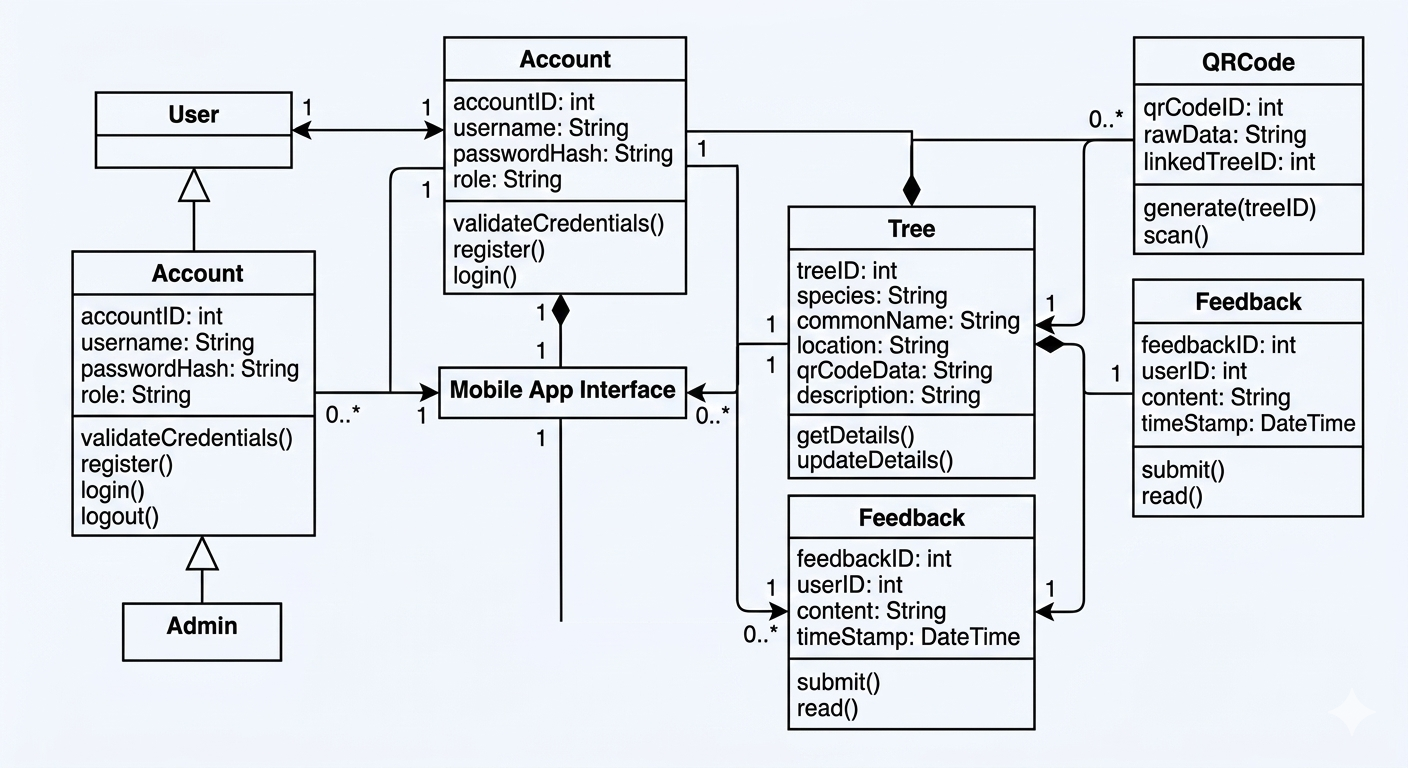 User
1
1
Account
accountID: int
username: String
passwordHash: String
role: String
validateCredentials()
register()
login()
1
1
Account
accountID: int
username: String
passwordHash: String
role: String
validateCredentials()
register()
login()
logout()
0..*
1
Admin
1
1
Mobile App Interface
1
0..*
Tree
treeID: int
species: String
commonName: String
location: String
qrCodeData: String
description: String
getDetails()
updateDetails()
1
1
1
Feedback
feedbackID: int
userID: int
content: String
timeStamp: DateTime
submit()
read()
1
0..*
1
QRCode
qrCodeID: int
rawData: String
linkedTreeID: int
generate(treeID)
scan()
0..*
Feedback
feedbackID: int
userID: int
content: String
timeStamp: DateTime
submit()
read()
1